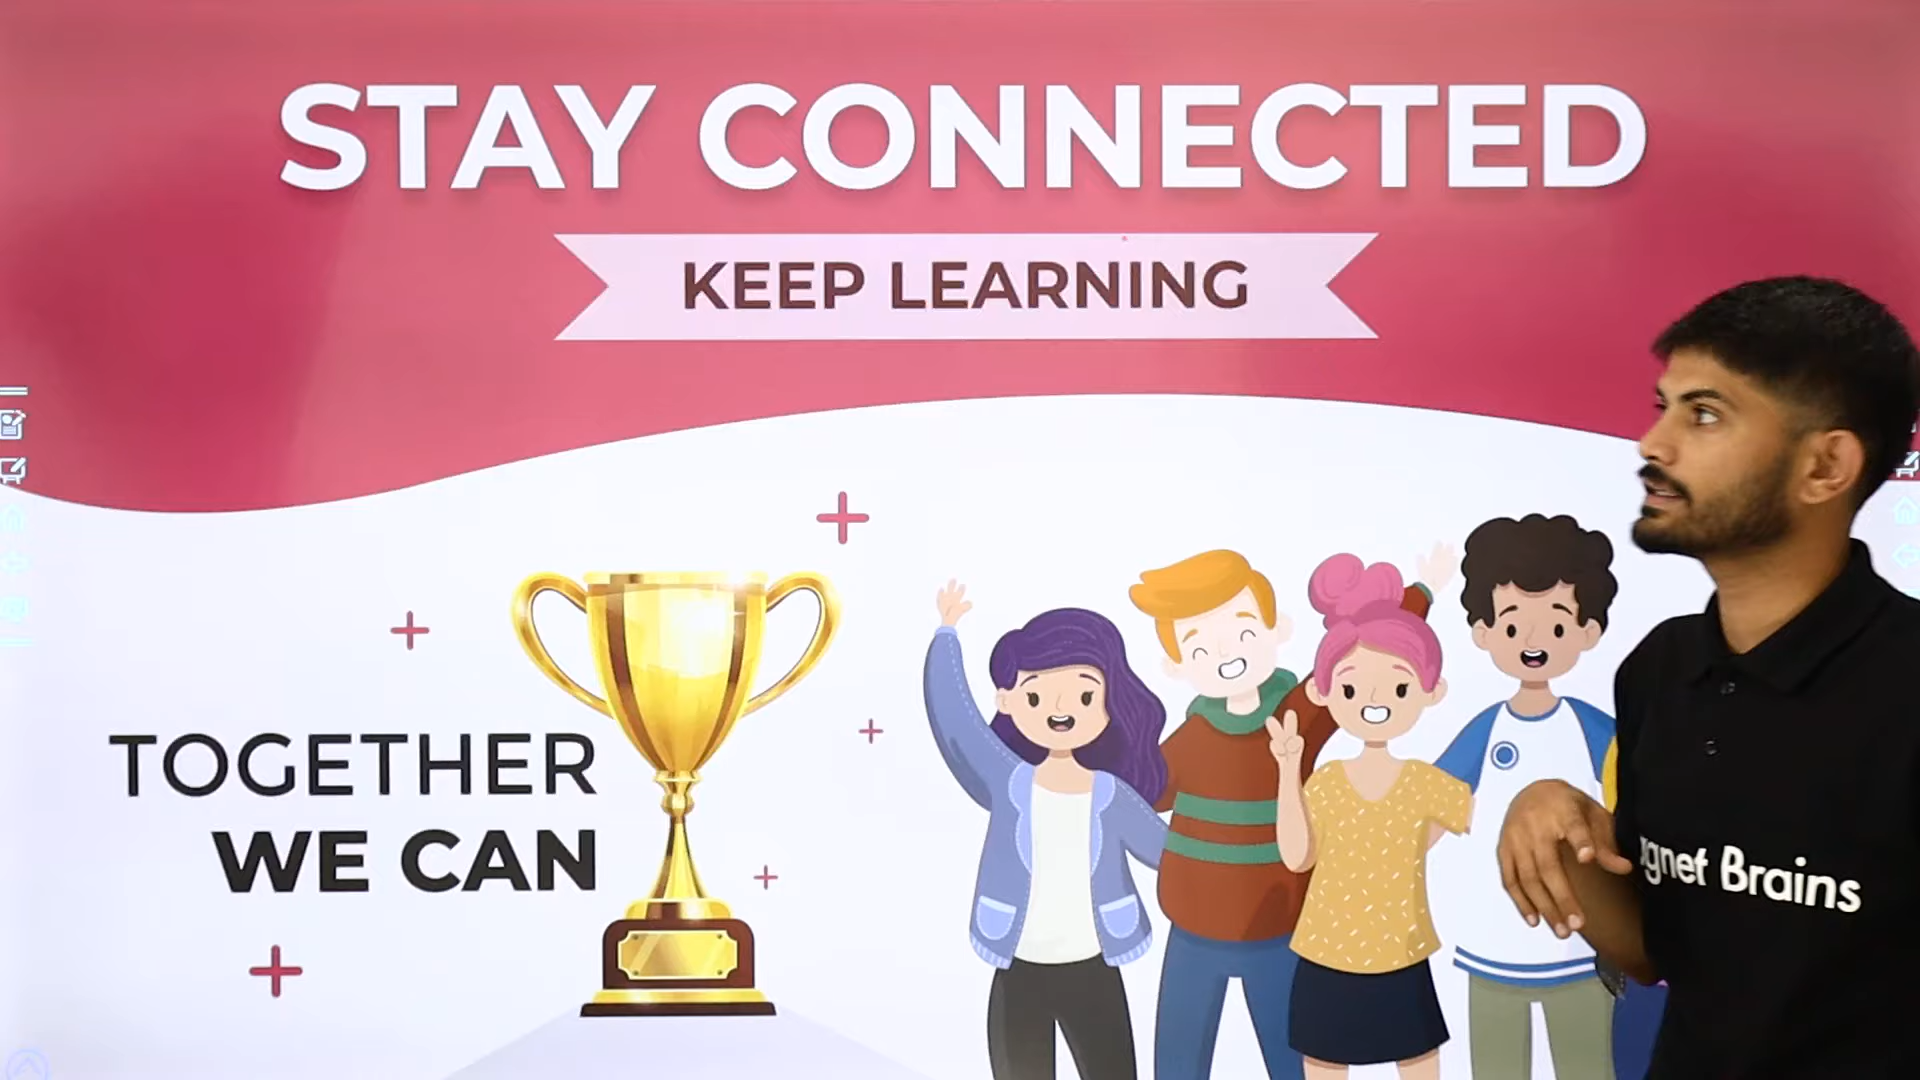 STAY CONNECTED
KEEP LEARNING
TOGETHER
WE CAN
gnet Brains